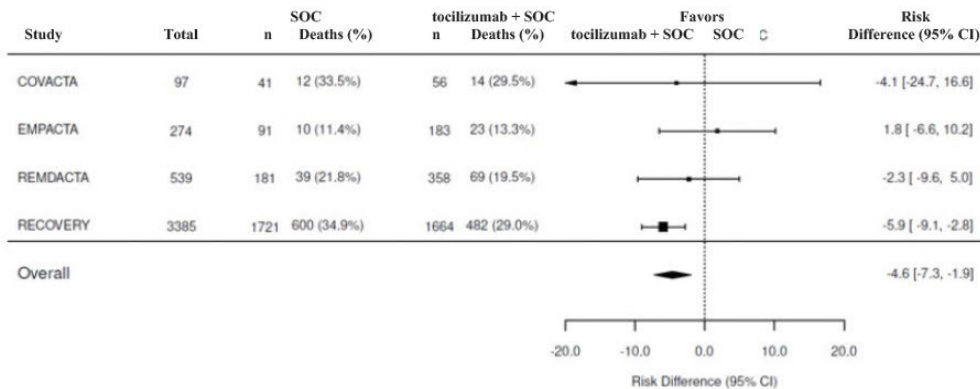 SOC tocilizumab + SOC Favors Risk
Study Total n Deaths (%) n Deaths (%) tocilizumab + SOC SOC Difference (95% CI)
COVACTA 97 41 12 (33.5%) 56 14 (29.5%) -4.1 [-24.7, 16.6]
EMPACTA 274 91 10 (11.4%) 183 23 (13.3%) 1.8 [ -6.6, 10.2]
REMDACTA 539 181 39 (21.8%) 358 69 (19.5%) -2.3 [ -9.6, 5.0]
RECOVERY 3385 1721 600 (34.9%) 1664 482 (29.0%) -5.9 [ -9.1, -2.8]
Overall -4.6 [-7.3, -1.9]
-20.0 -10.0 0.0 10.0 20.0
Risk Difference (95% CI)